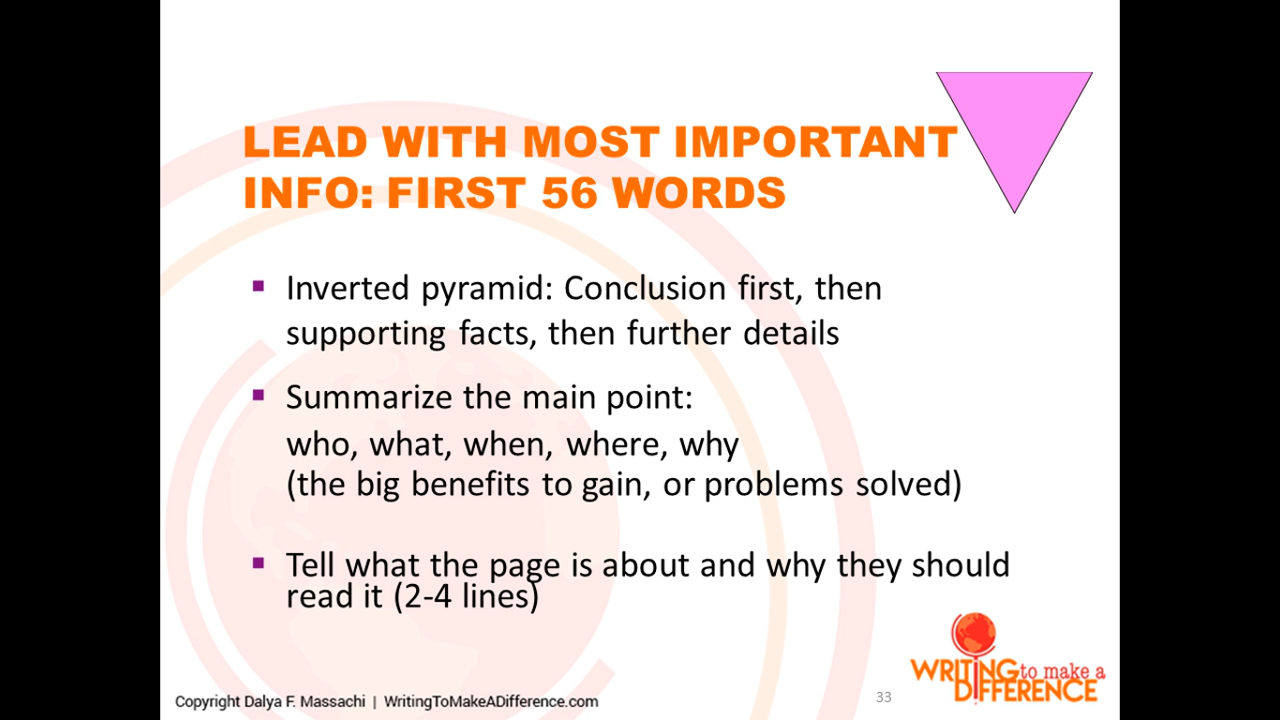 LEAD WITH MOST IMPORTANT
INFO: FIRST 56 WORDS
▪ Inverted pyramid: Conclusion first, then
supporting facts, then further details
▪ Summarize the main point:
who, what, when, where, why
(the big benefits to gain, or problems solved)
▪ Tell what the page is about and why they should
read it (2-4 lines)
WRITING to make a
DIFFERENCE
Copyright Dalya F. Massachi | WritingToMakeADifference.com
33